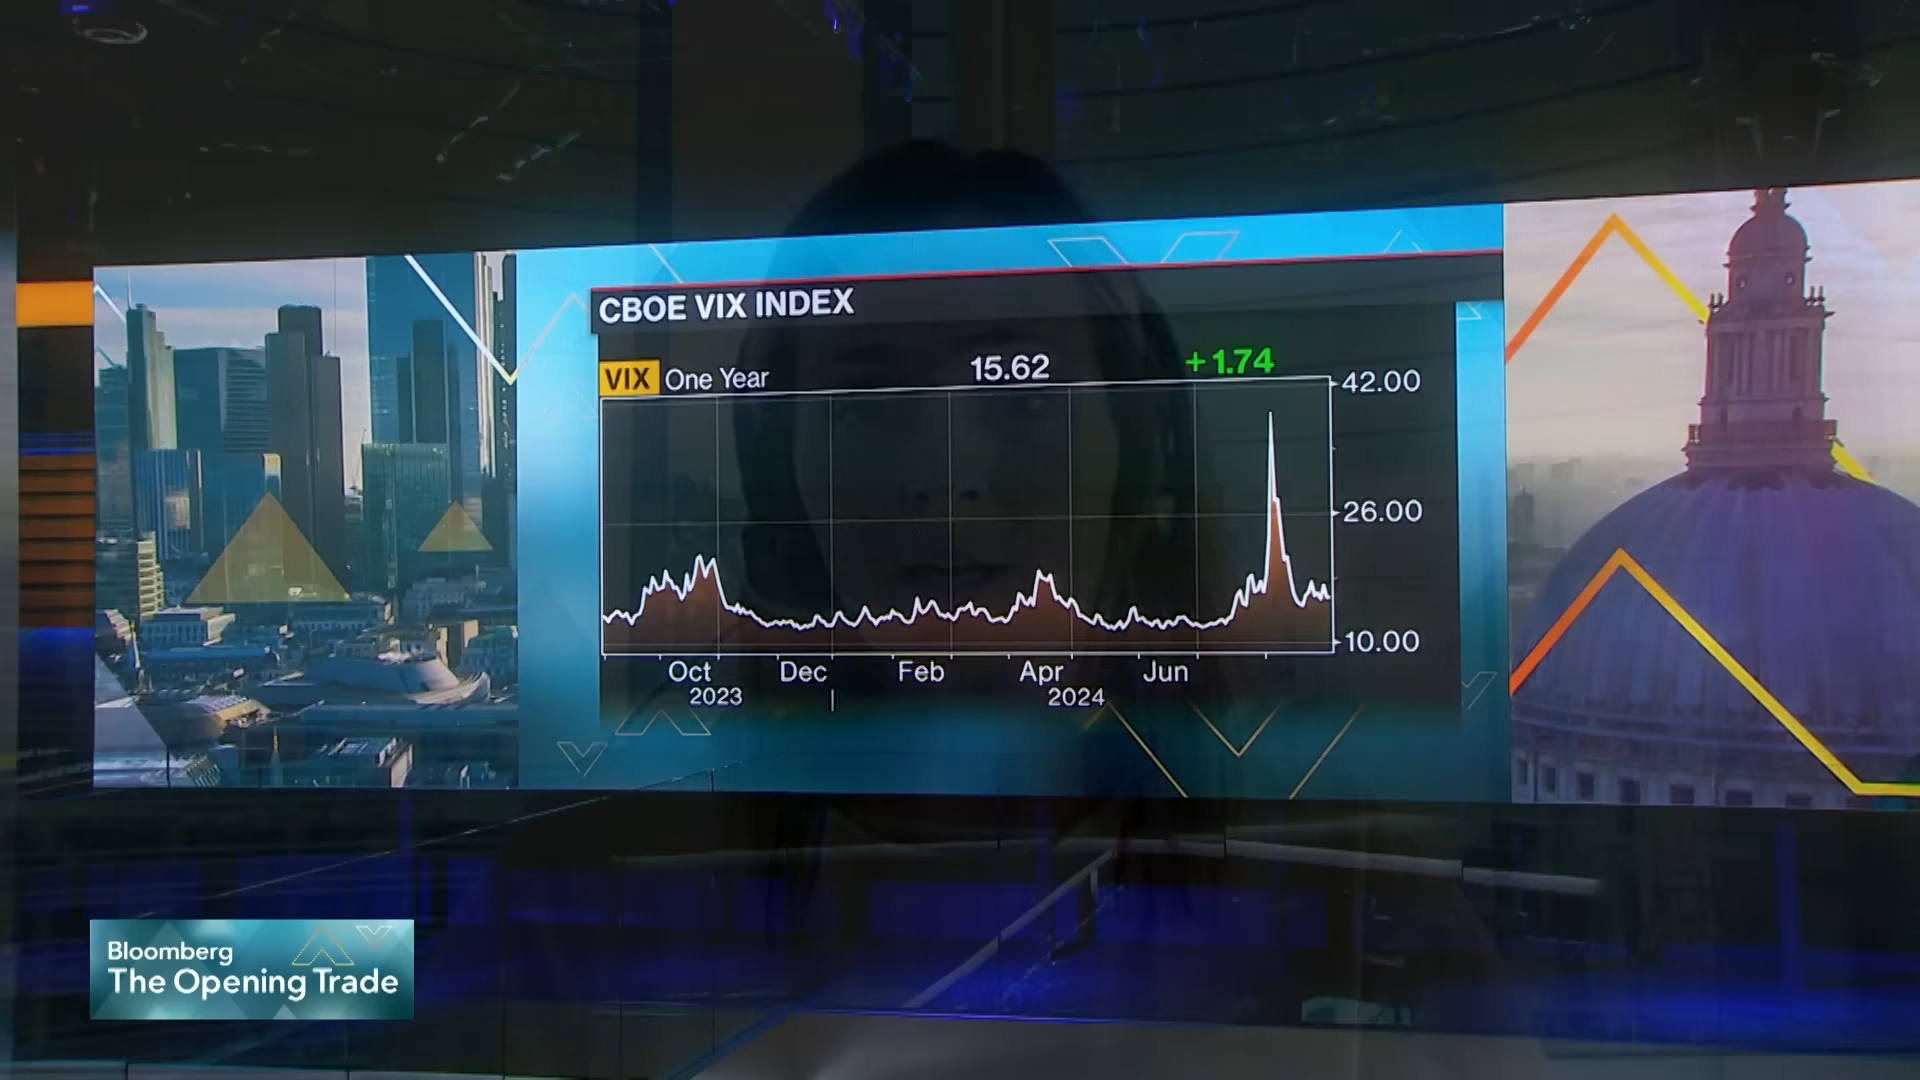 CBOE VIX INDEX
VIX One Year 15.62 +1.74
42.00
26.00
10.00
Oct Dec Feb Apr Jun
2023 2024
Bloomberg
The Opening Trade